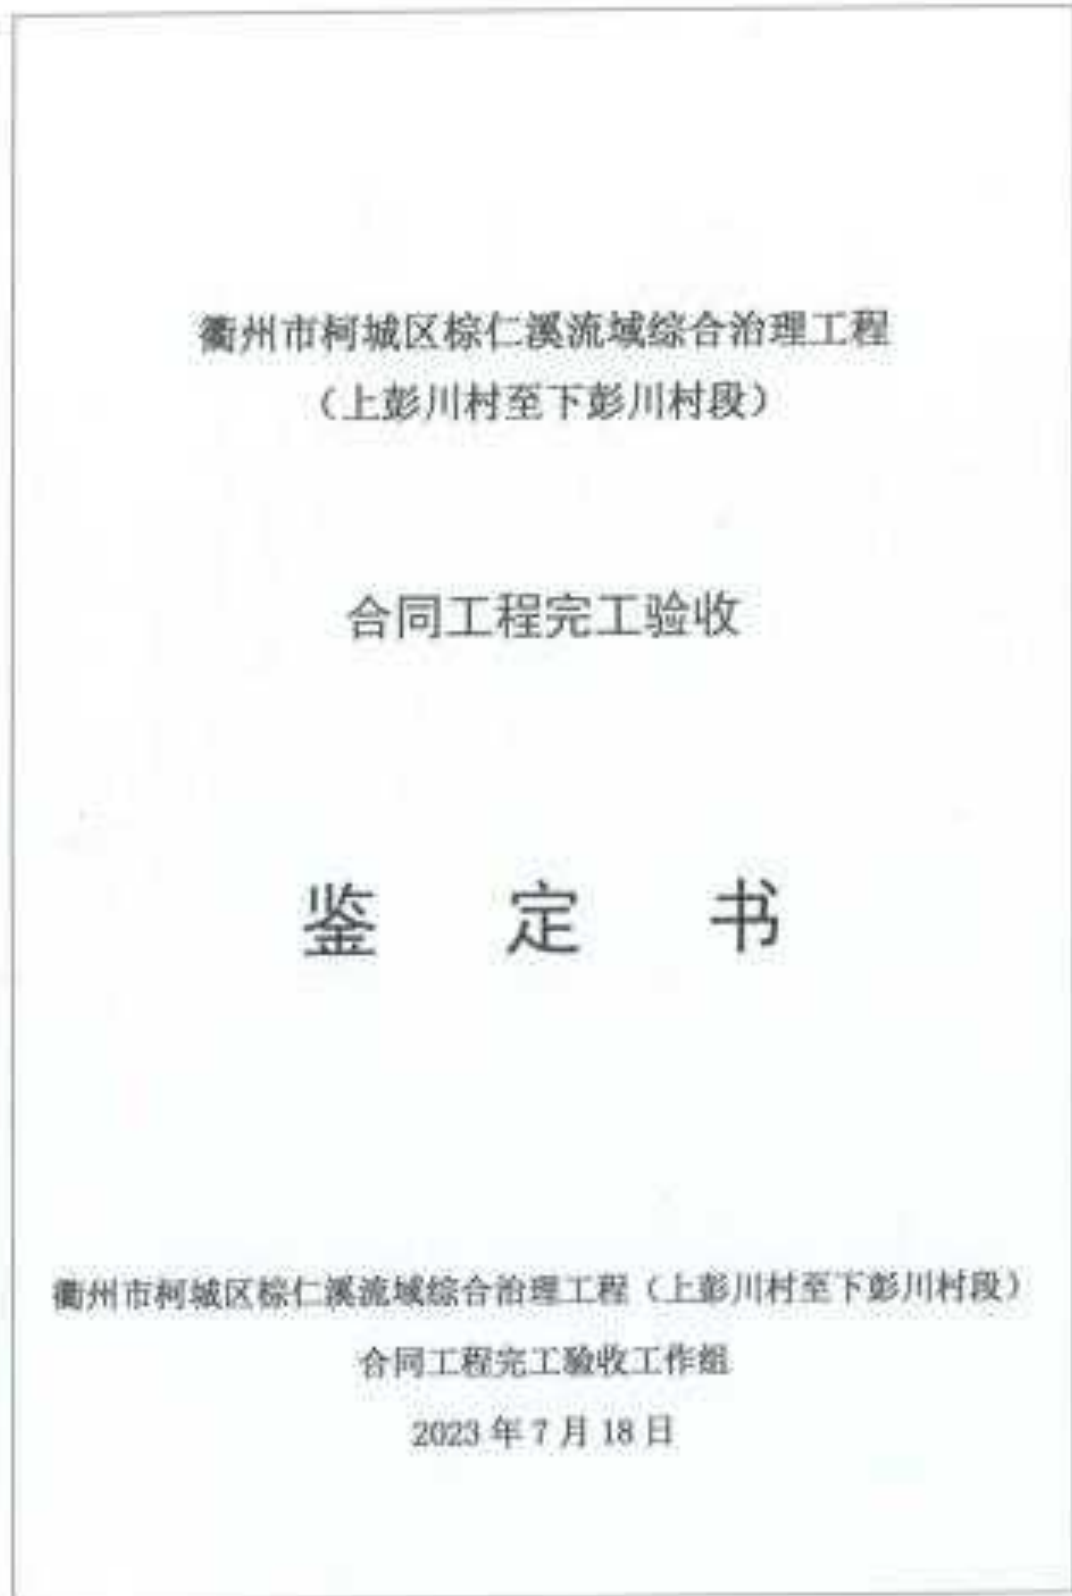 衢州市柯城区棕仁溪流域综合治理工程
（上彭川村至下彭川村段）
合同工程完工验收
鉴 定 书
衢州市柯城区棕仁溪流域综合治理工程（上彭川村至下彭川村段）
合同工程完工验收工作组
2023 年 7 月 18 日